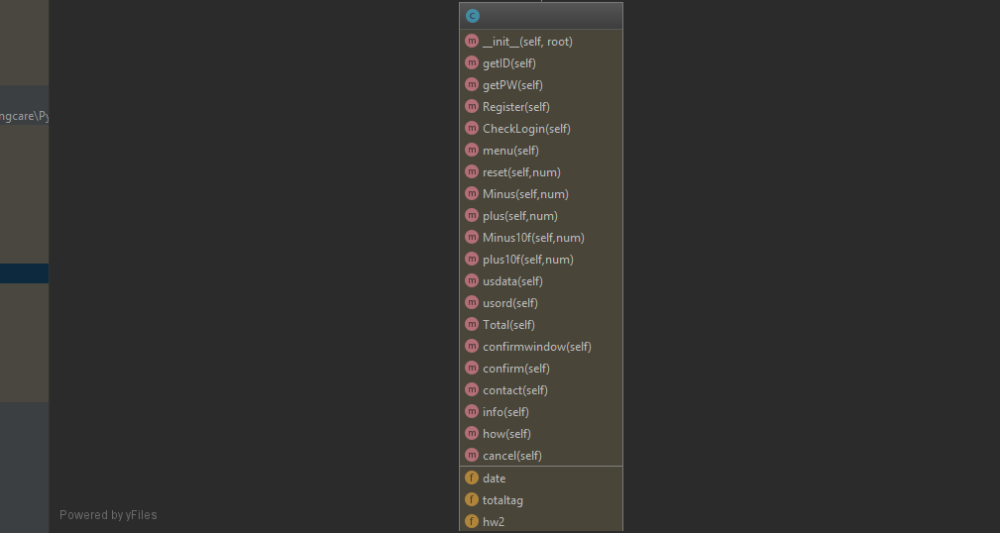 ngcare\Py
C
m __init__(self, root)
m getID(self)
m getPW(self)
m Register(self)
m CheckLogin(self)
m menu(self)
m reset(self,num)
m Minus(self,num)
m plus(self,num)
m Minus10f(self,num)
m plus10f(self,num)
m usdata(self)
m usord(self)
m Total(self)
m confirmwindow(self)
m confirm(self)
m contact(self)
m info(self)
m how(self)
m cancel(self)
f date
f totaltag
f hw2
Powered by yFiles